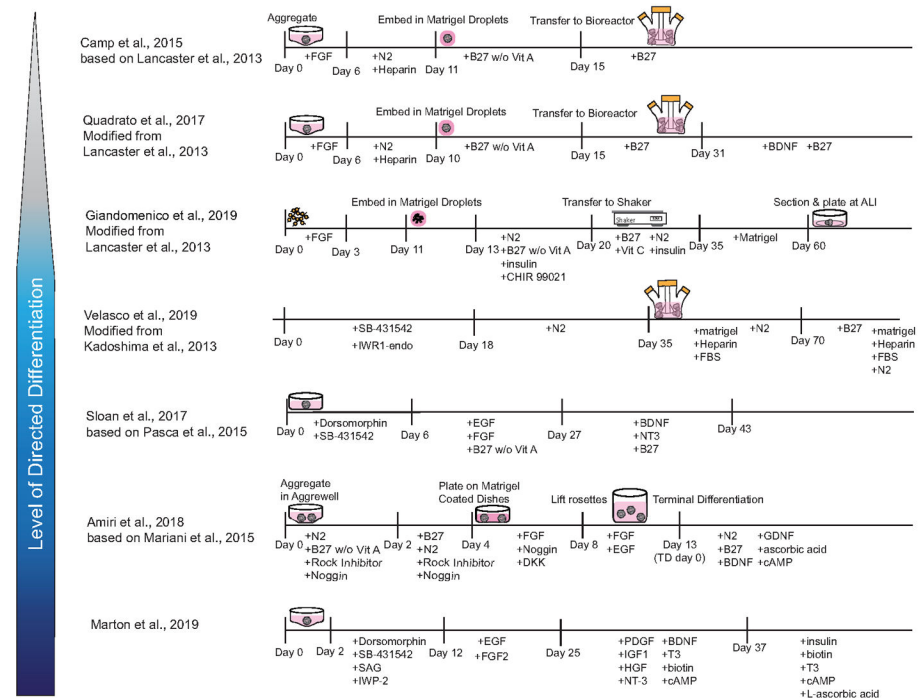 Level of Directed Differentiation
Camp et al., 2015
based on Lancaster et al., 2013
Aggregate
Embed in Matrigel Droplets
Transfer to Bioreactor
+FGF
+N2
+Heparin
+B27 w/o Vit A
+B27
Day 0
Day 6
Day 11
Day 15
Quadrato et al., 2017
Modified from
Lancaster et al., 2013
Embed in Matrigel Droplets
Transfer to Bioreactor
+FGF
+N2
+Heparin
+B27 w/o Vit A
+B27
+BDNF
+B27
Day 0
Day 6
Day 10
Day 15
Day 31
Giandomenico et al., 2019
Modified from
Lancaster et al., 2013
Embed in Matrigel Droplets
Transfer to Shaker
Section & plate at ALI
Shaker
+FGF
+N2
+B27 w/o Vit A
+insulin
+CHIR 99021
+B27
+Vit C
+N2
+insulin
+Matrigel
Day 0
Day 3
Day 11
Day 13
Day 20
Day 35
Day 60
Velasco et al., 2019
Modified from
Kadoshima et al., 2013
+SB-431542
+IWR1-endo
+N2
+matrigel
+Heparin
+FBS
+N2
+B27
+matrigel
+Heparin
+FBS
+N2
Day 0
Day 18
Day 35
Day 70
Sloan et al., 2017
based on Pasca et al., 2015
+Dorsomorphin
+SB-431542
+EGF
+FGF
+B27 w/o Vit A
+BDNF
+NT3
+B27
Day 0
Day 6
Day 27
Day 43
Amiri et al., 2018
based on Mariani et al., 2015
Aggregate
in Aggrewell
Plate on Matrigel
Coated Dishes
Lift rosettes
Terminal Differentiation
+N2
+B27 w/o Vit A
+Rock Inhibitor
+Noggin
+B27
+N2
+Rock Inhibitor
+Noggin
+FGF
+Noggin
+DKK
+FGF
+EGF
+N2
+B27
+BDNF
+GDNF
+ascorbic acid
+cAMP
Day 0
Day 2
Day 4
Day 8
Day 13
(TD day 0)
Marton et al., 2019
+Dorsomorphin
+SB-431542
+SAG
+IWP-2
+EGF
+FGF2
+PDGF
+IGF1
+HGF
+NT-3
+BDNF
+T3
+biotin
+cAMP
+insulin
+biotin
+T3
+cAMP
+L-ascorbic acid
Day 0
Day 2
Day 12
Day 25
Day 37